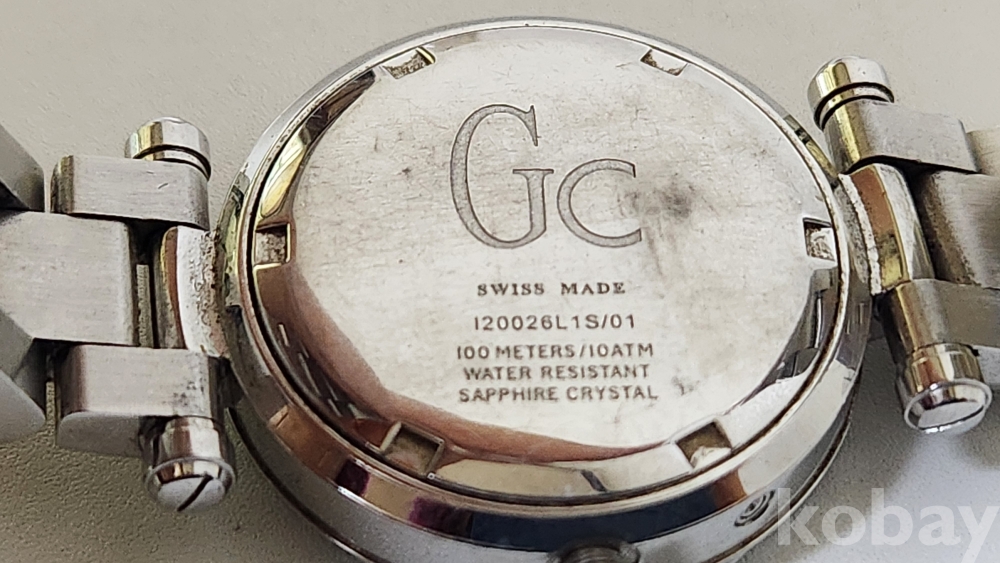 Gc
SWISS MADE
I20026L1S/01
100 METERS/10ATM
WATER RESISTANT
SAPPHIRE CRYSTAL
kobay